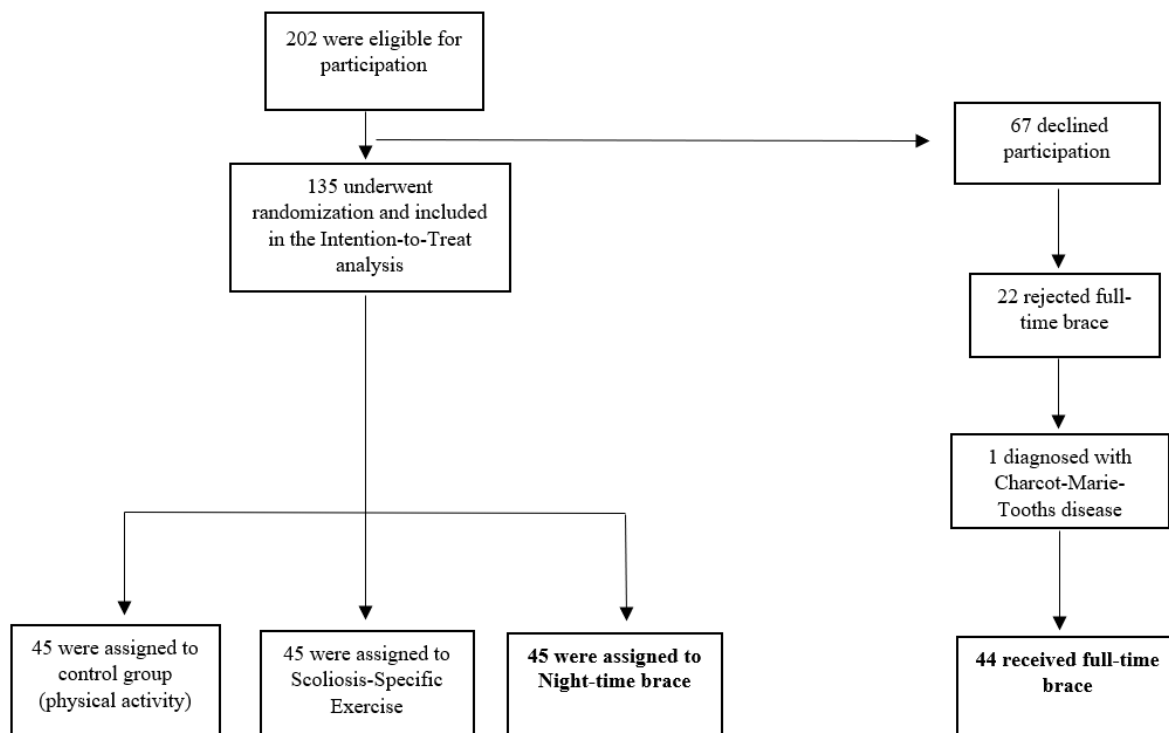 202 were eligible for
participation
67 declined
participation
135 underwent
randomization and included
in the Intention-to-Treat
analysis
22 rejected full-
time brace
1 diagnosed with
Charcot-Marie-
Tooths disease
45 were assigned to
control group
(physical activity)
45 were assigned to
Scoliosis-Specific
Exercise
45 were assigned to
Night-time brace
44 received full-time
brace